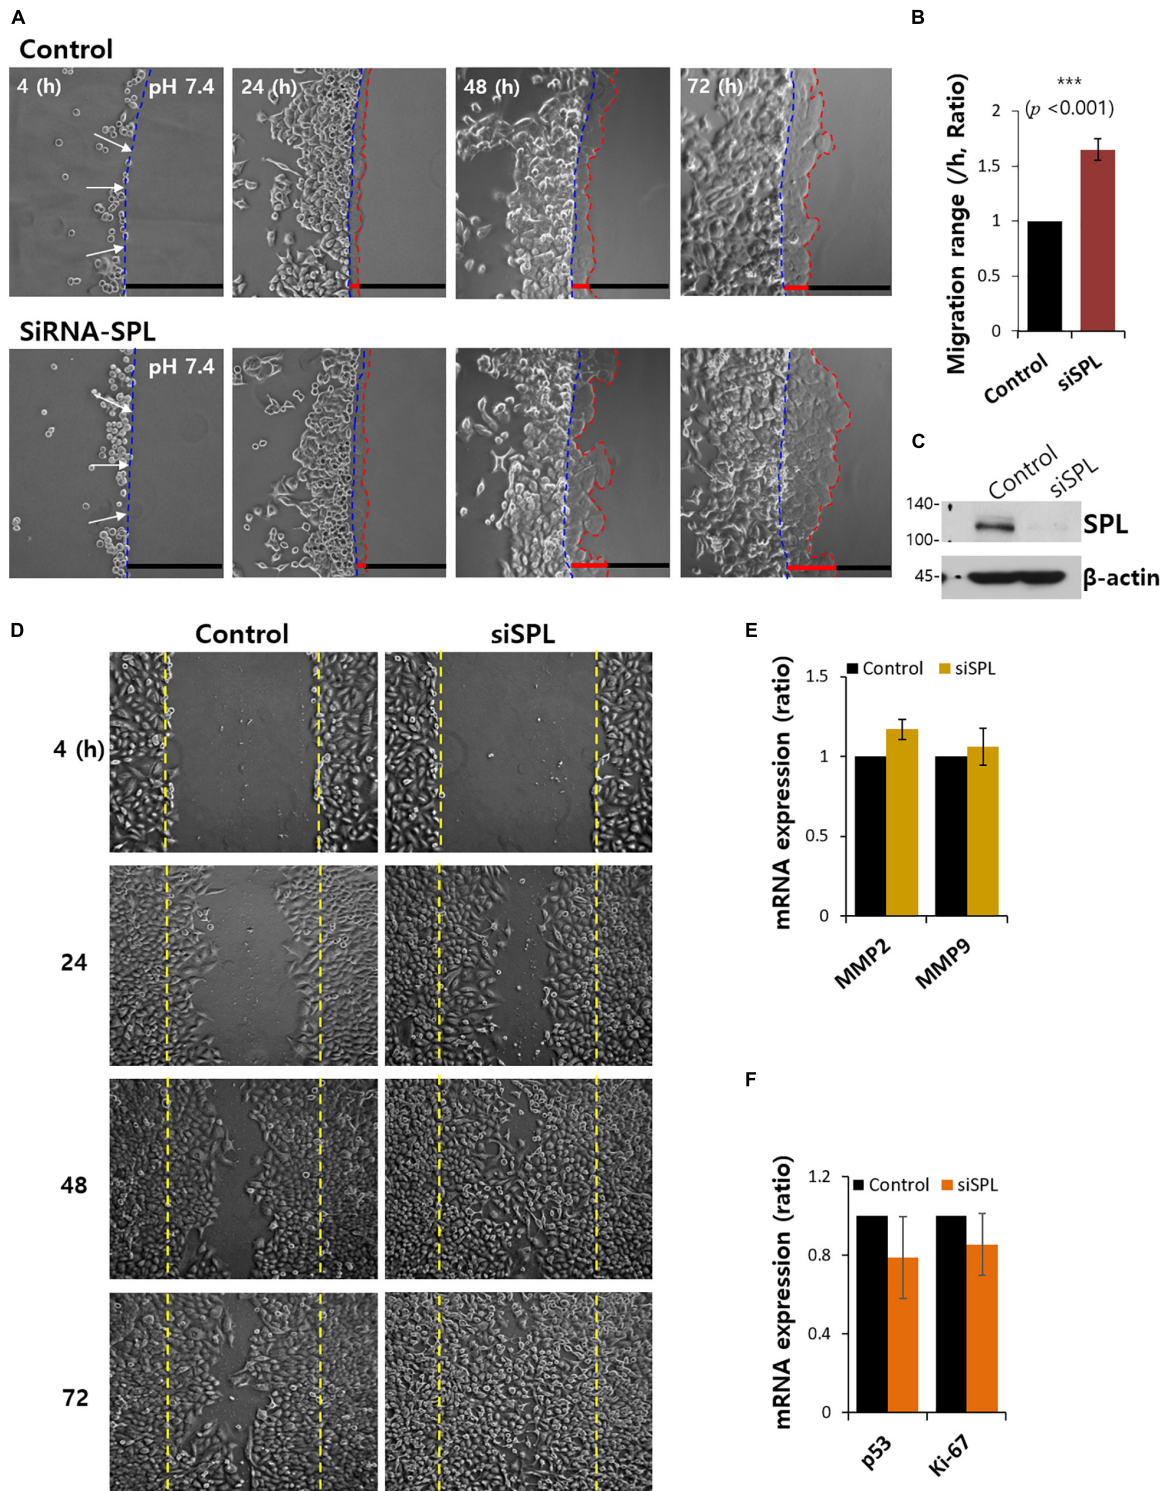 A
Control
4 (h) pH 7.4
24 (h)
48 (h)
72 (h)
SiRNA-SPL
pH 7.4
B
***
(p <0.001)
Migration range (/h, Ratio)
2
1.5
1
0.5
0
Control
siSPL
C
Control
siSPL
140-
100-
SPL
45-
β-actin
D
Control
siSPL
4 (h)
24
48
72
E
Control siSPL
mRNA expression (ratio)
1.5
1
0.5
0
MMP2
MMP9
F
Control siSPL
mRNA expression (ratio)
1.2
0.8
0.4
0
p53
Ki-67